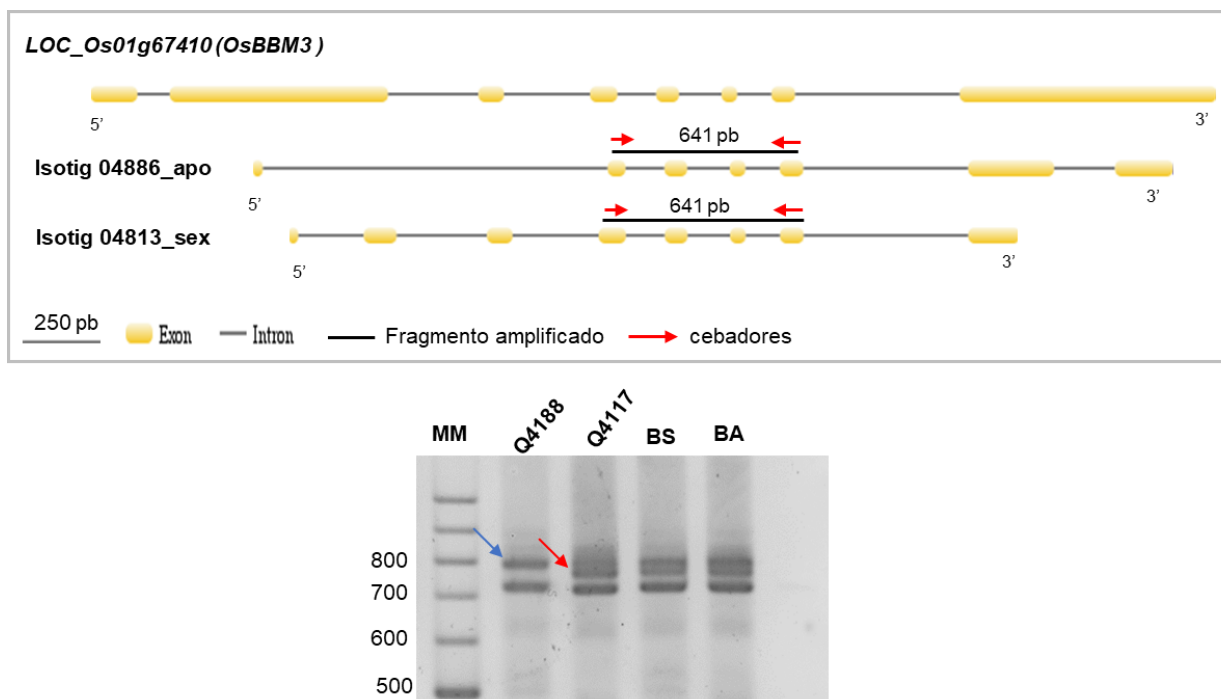 LOC_Os01g67410 (OsBBM3 )
5’
3’
641 pb
Isotig 04886_apo
5’
3’
641 pb
Isotig 04813_sex
5’
3’
250 pb
Exon
Intron
Fragmento amplificado
cebadores
MM
Q4188
Q4117
BS
BA
800
700
600
500